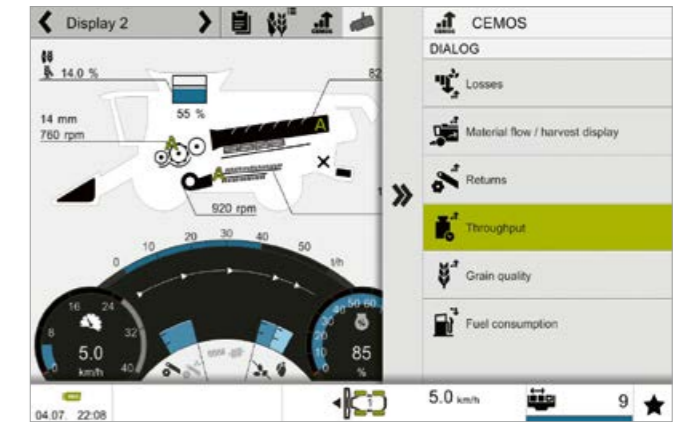 Display 2
CEMOS
CEMOS
DIALOG
14.0 %
82
Losses
55 %
14 mm
760 rpm
A
A
A
Material flow / harvest display
Returns
920 rpm
1
Throughput
0 10 20 30 40 50
t/h
Grain quality
8 16 24 32 40
5.0
km/h
0 10 20 30 40 50 60
85
%
Fuel consumption
04.07. 22:08
1
5.0 km/h
9